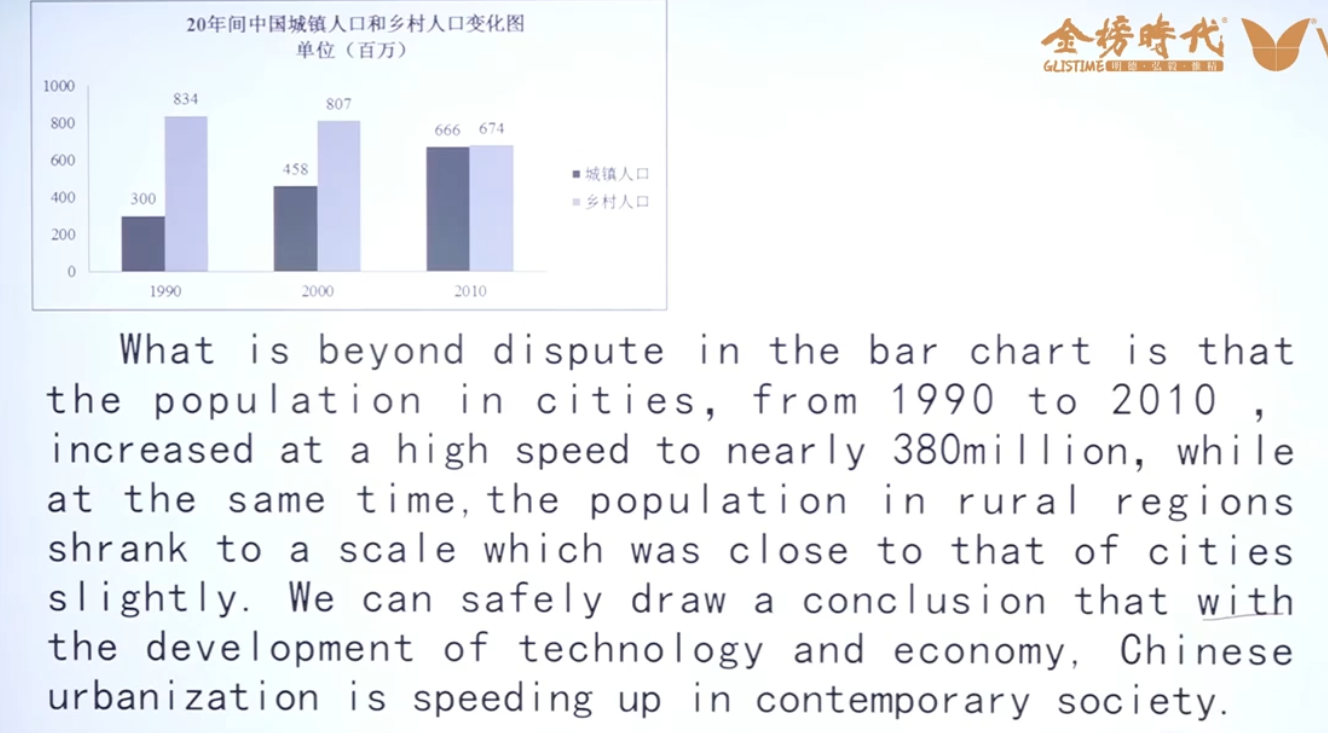 20年间中国城镇人口和乡村人口变化图
单位（百万）
金榜時代
GLISTIME 明德·弘毅·推精
1000
800
600
400
200
0
834
300
807
458
666 674
1990 2000 2010
城镇人口
乡村人口
What is beyond dispute in the bar chart is that
the population in cities, from 1990 to 2010 ,
increased at a high speed to nearly 380million, while
at the same time, the population in rural regions
shrank to a scale which was close to that of cities
slightly. We can safely draw a conclusion that with
the development of technology and economy, Chinese
urbanization is speeding up in contemporary society.